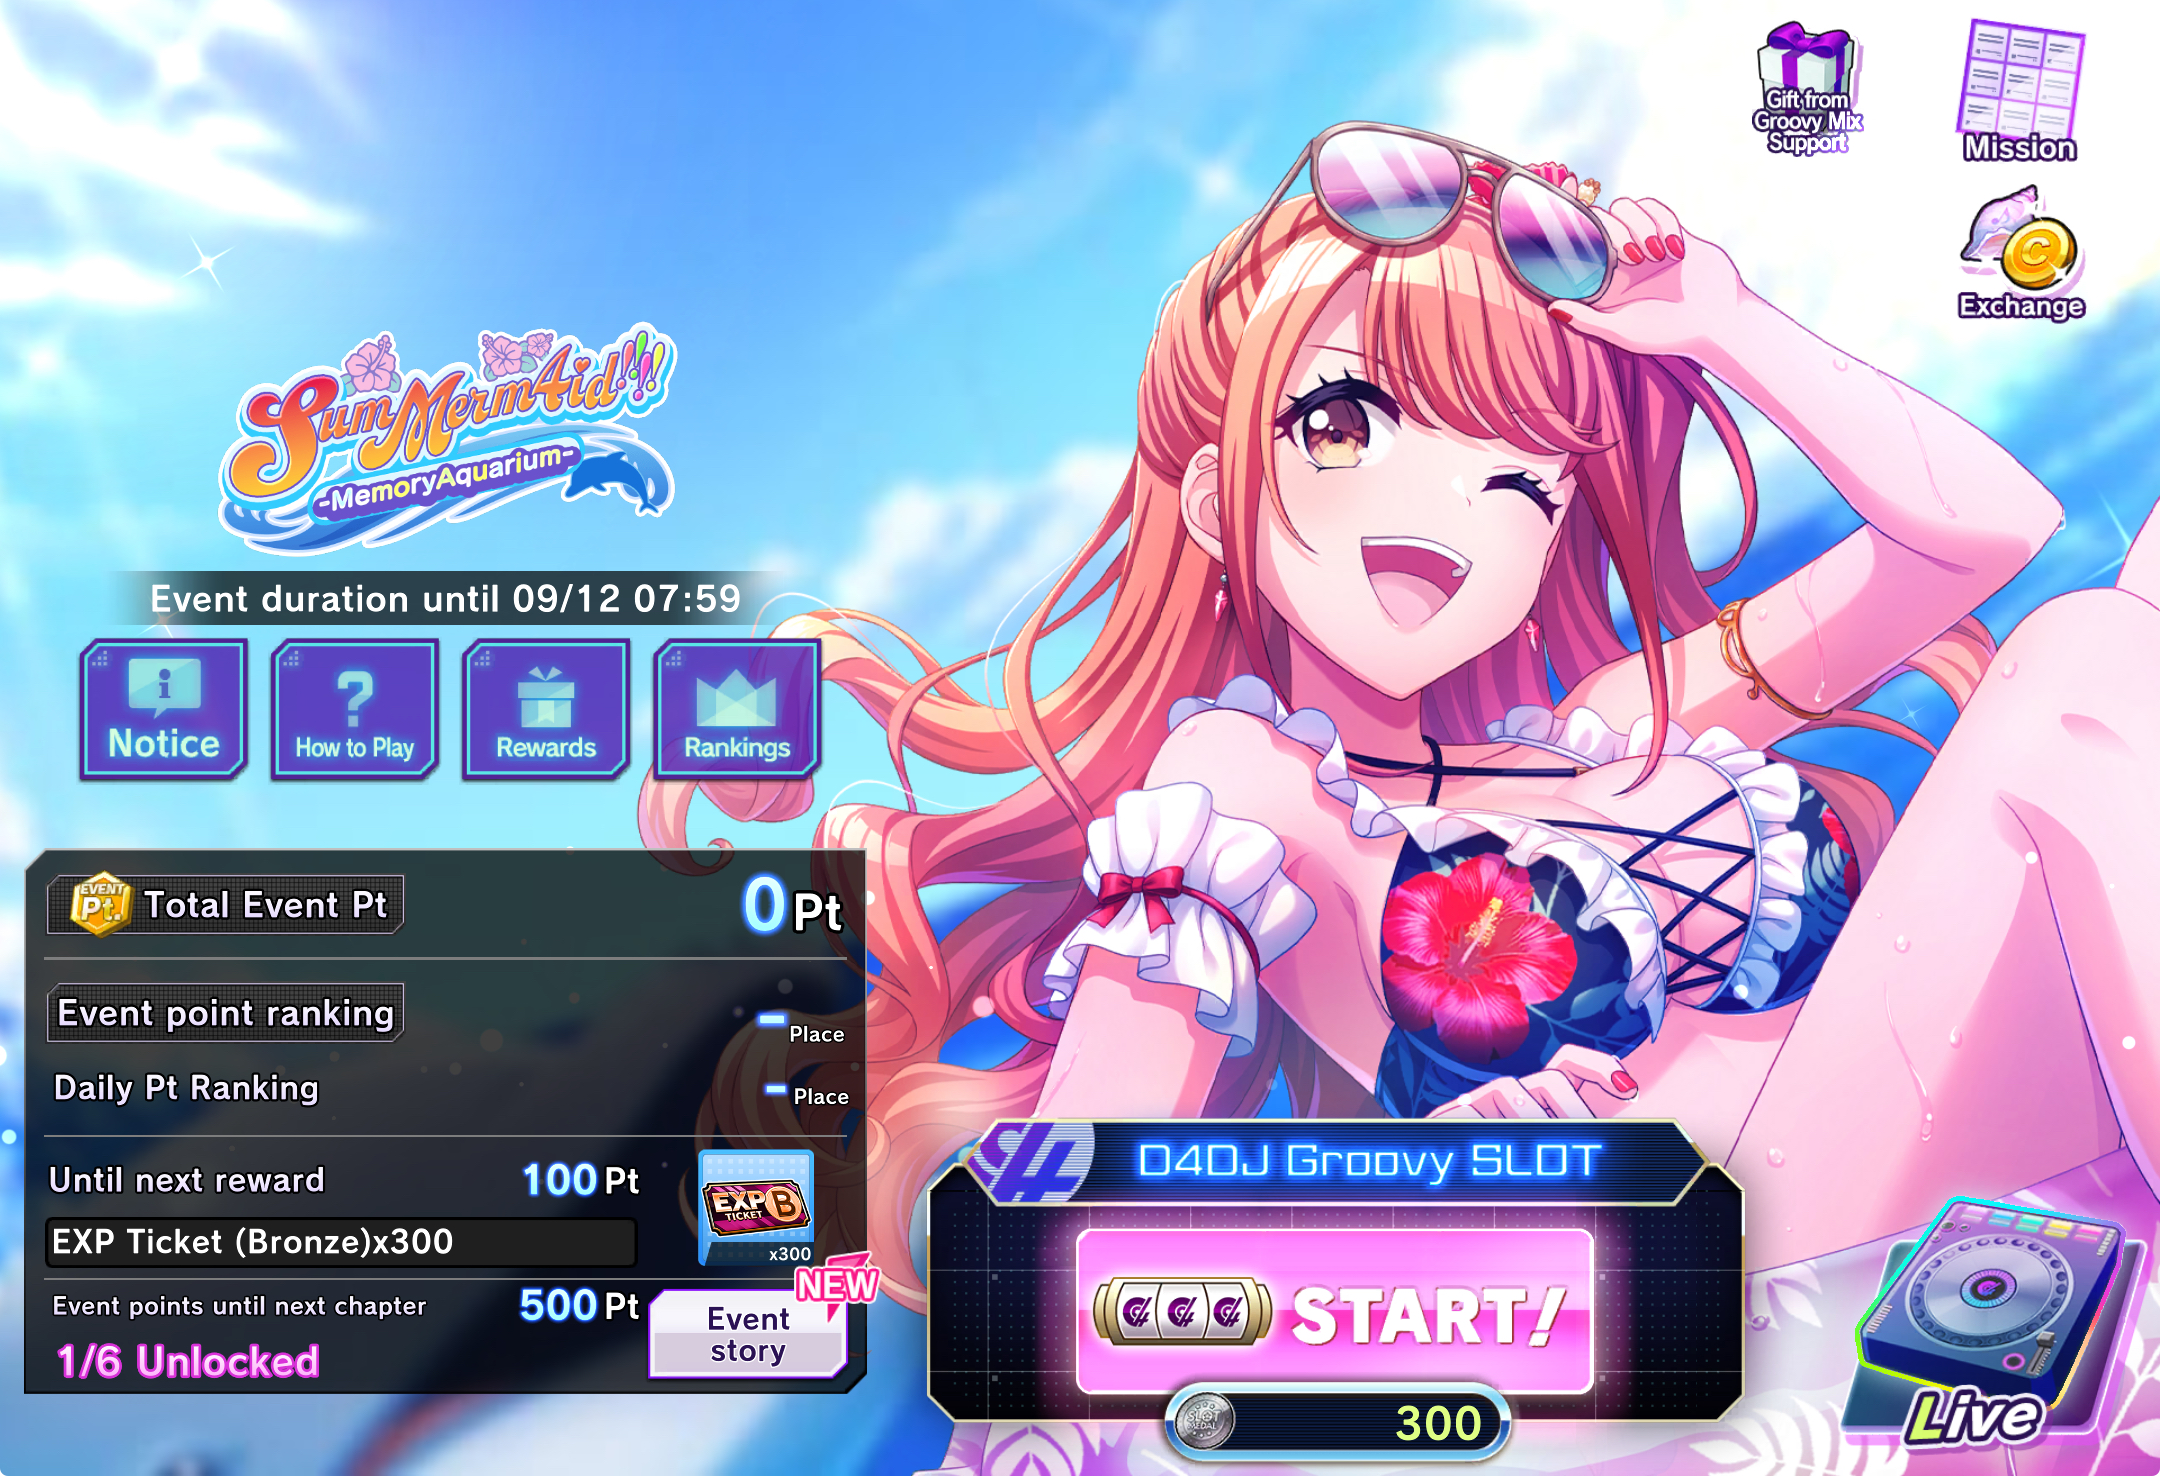 Gift from
Groovy Mix
Support
Mission
Exchange
SumMerm4id!!!!
-MemoryAquarium-
Event duration until 09/12 07:59
Notice
How to Play
Rewards
Rankings
EVENT
Pt.
Total Event Pt
0 Pt
Event point ranking
- Place
Daily Pt Ranking
- Place
Until next reward
100 Pt
EXP B
TICKET
x300
EXP Ticket (Bronze)x300
Event points until next chapter
500 Pt
1/6 Unlocked
NEW
Event
story
D4DJ Groovy SLOT
START!
SLOT
MEDAL
300
Live